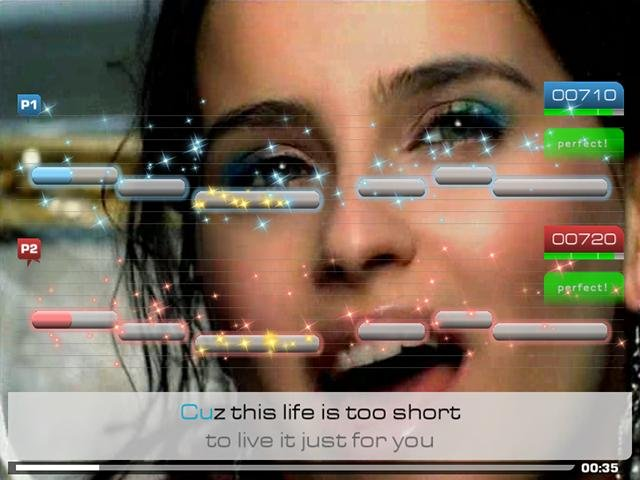 P1
00710
perfect!
P2
00720
perfect!
Cuz this life is too short
to live it just for you
00:35